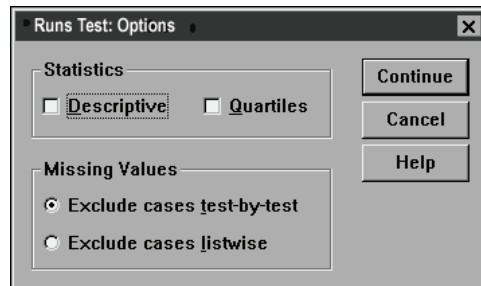 Runs Test: Options
Statistics
Descriptive Quartiles
Missing Values
Exclude cases test-by-test
Exclude cases listwise
Continue
Cancel
Help